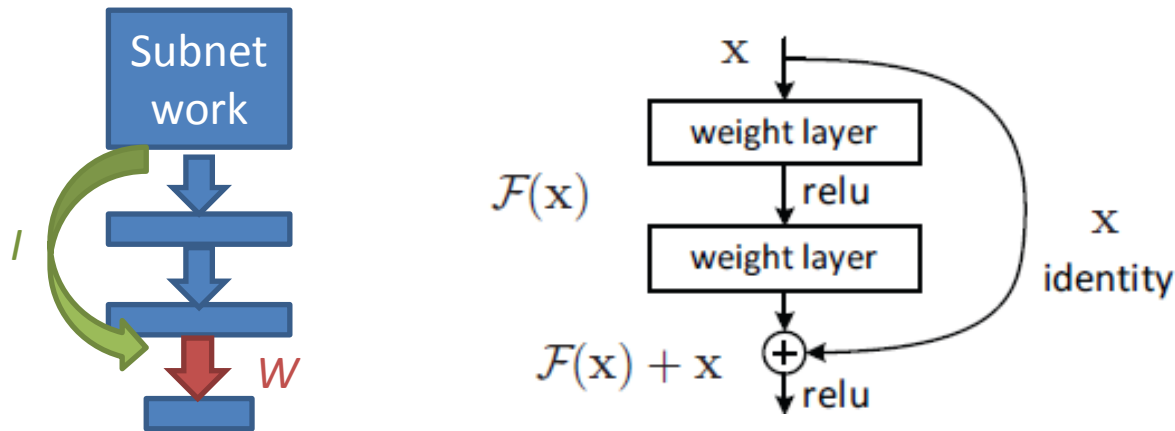 Subnet
work
I
W
x
weight layer
relu
F(x)
weight layer
x
identity
F(x) + x
+
relu